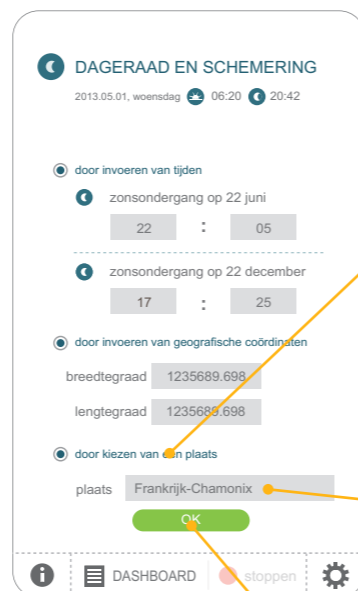 DAGERAAD EN SCHEMERING
2013.05.01, woensdag 06:20 20:42
door invoeren van tijden
zonsondergang op 22 juni
22 : 05
zonsondergang op 22 december
17 : 25
door invoeren van geografische coördinaten
breedtegraad 1235689.698
lengtegraad 1235689.698
door kiezen van een plaats
plaats Frankrijk-Chamonix
OK
DASHBOARD stoppen